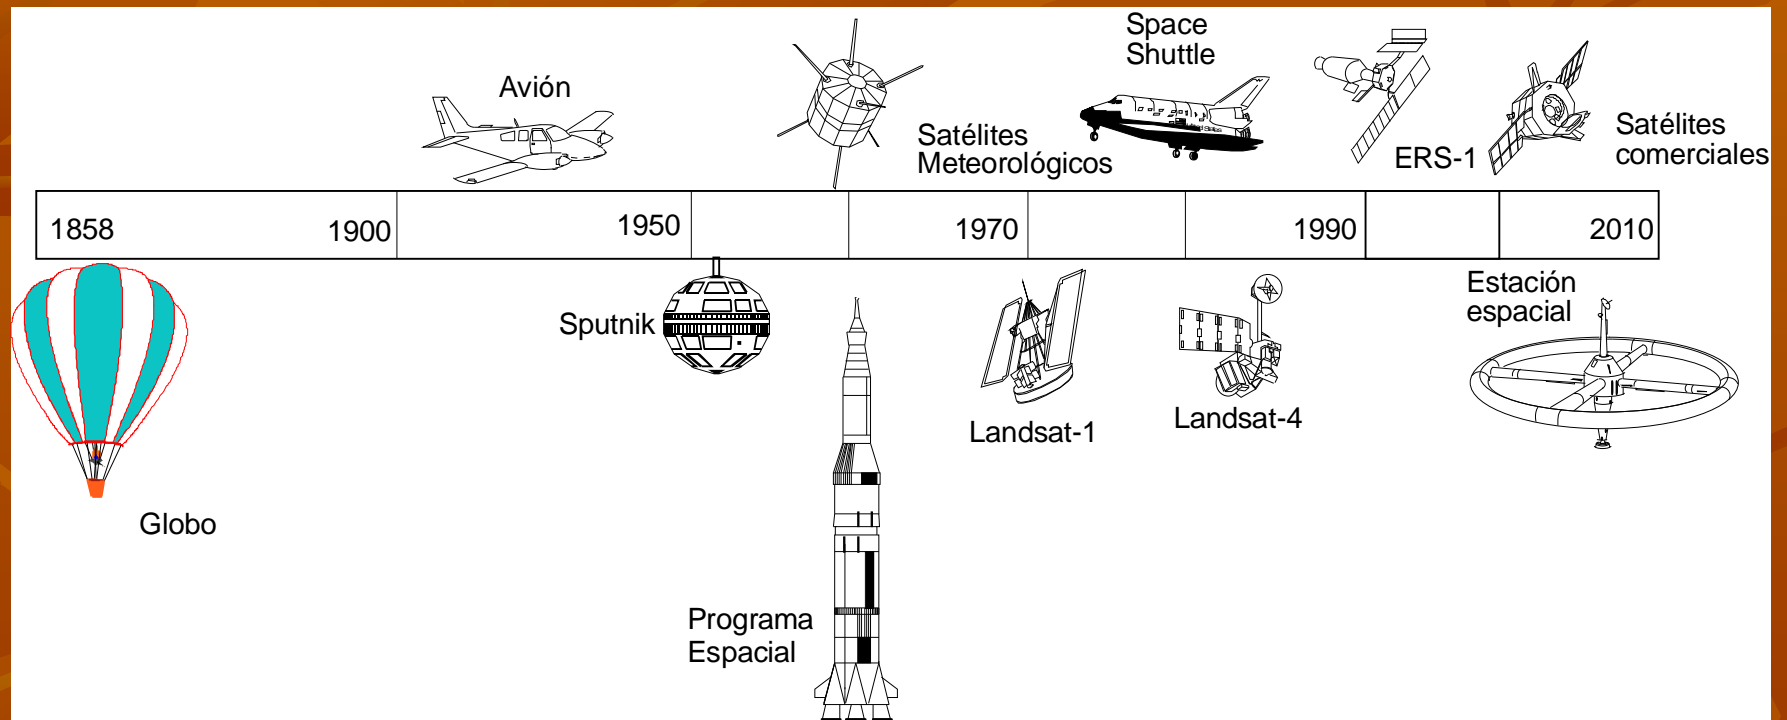 Space
Shuttle
Avión
Satélites
Meteorológicos
ERS-1
Satélites
comerciales
1858
1900
1950
1970
1990
2010
Sputnik
Estación
espacial
Landsat-1
Landsat-4
Globo
Programa
Espacial